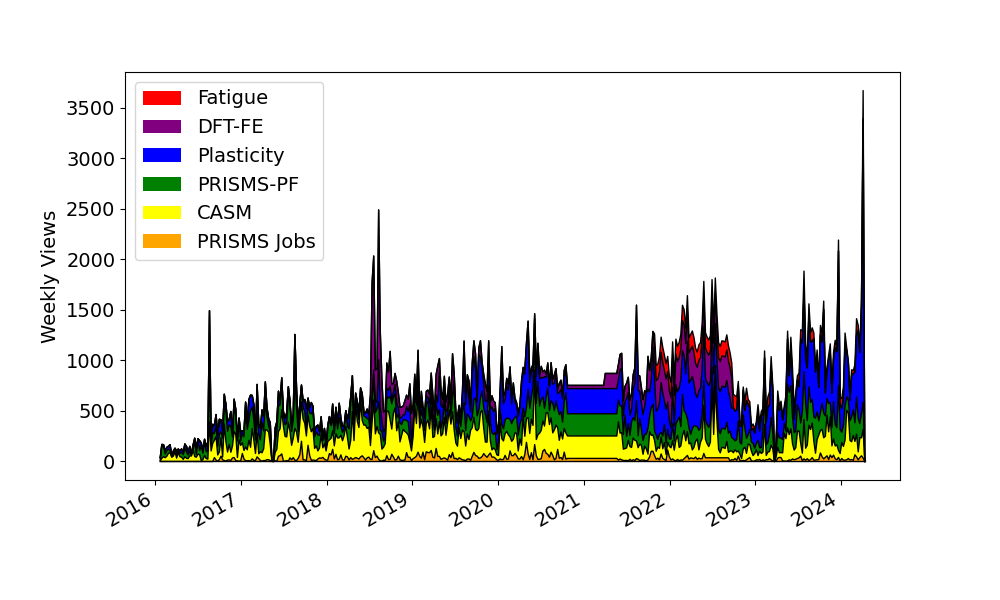 Fatigue
DFT-FE
Plasticity
PRISMS-PF
CASM
PRISMS Jobs
Weekly Views
3500
3000
2500
2000
1500
1000
500
0
2016 2017 2018 2019 2020 2021 2022 2023 2024